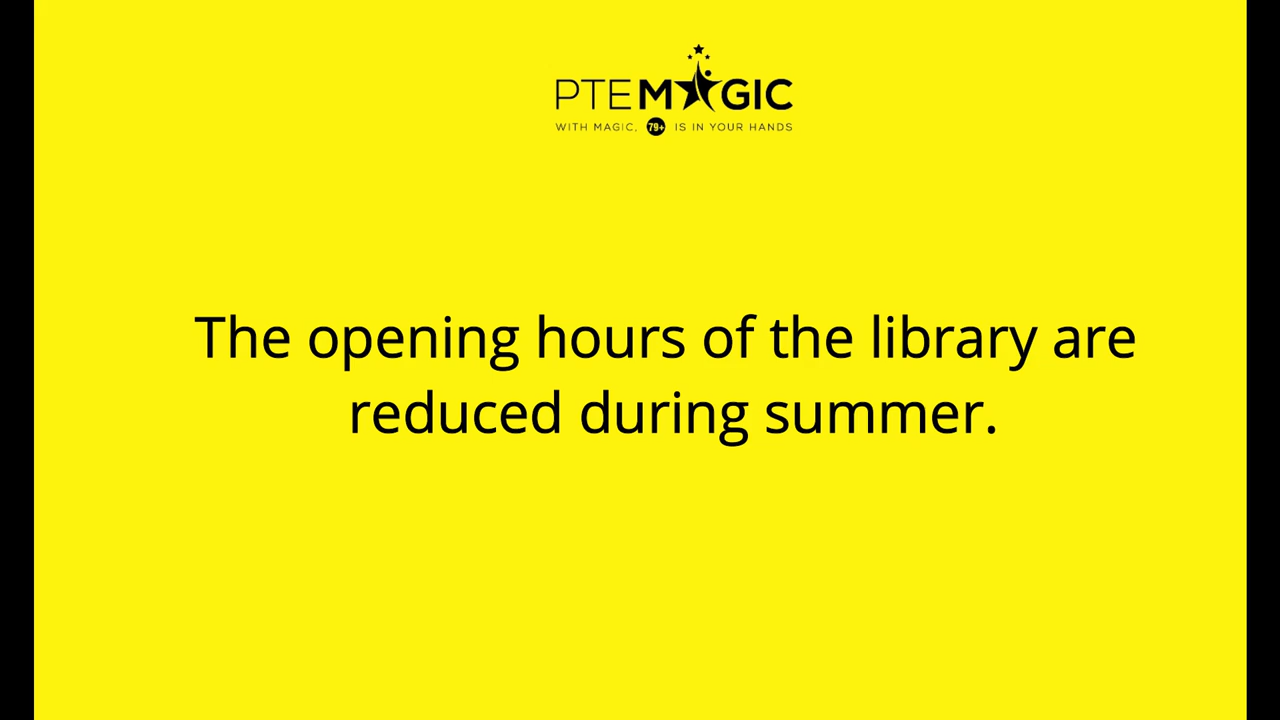 PTEMAGIC
WITH MAGIC, 79+ IS IN YOUR HANDS
The opening hours of the library are
reduced during summer.